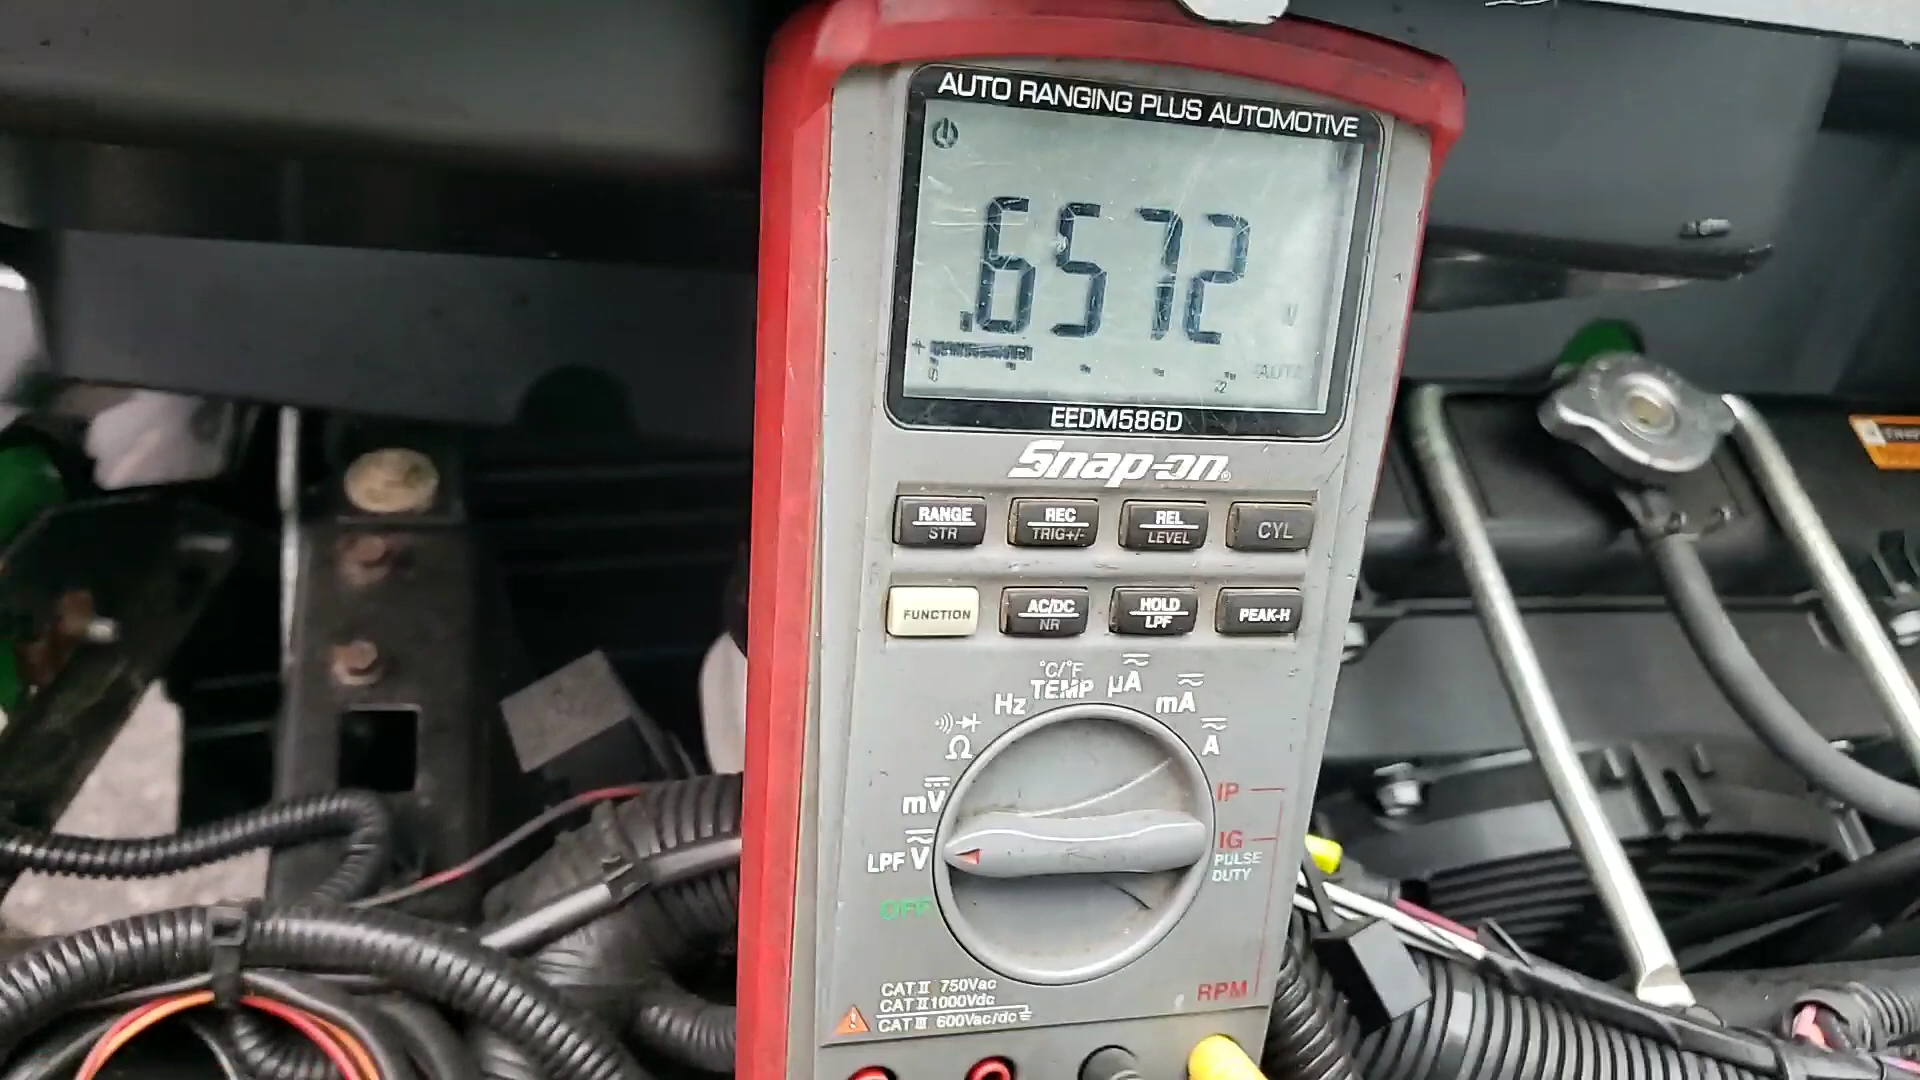 AUTO RANGING PLUS AUTOMOTIVE
.6572
V
+
0
2
AUTO
EEDM586D
Snap-on
RANGE
STR
REC
TRIG+/-
REL
LEVEL
CYL
FUNCTION
AC/DC
NR
HOLD
LPF
PEAK-H
°C/°F
TEMP
Hz
µA
mA
A
Ω
mV
LPF V
OFF
IP
IG
PULSE
DUTY
RPM
CAT II 750Vac
CAT II 1000Vdc
CAT III 600Vac/dc